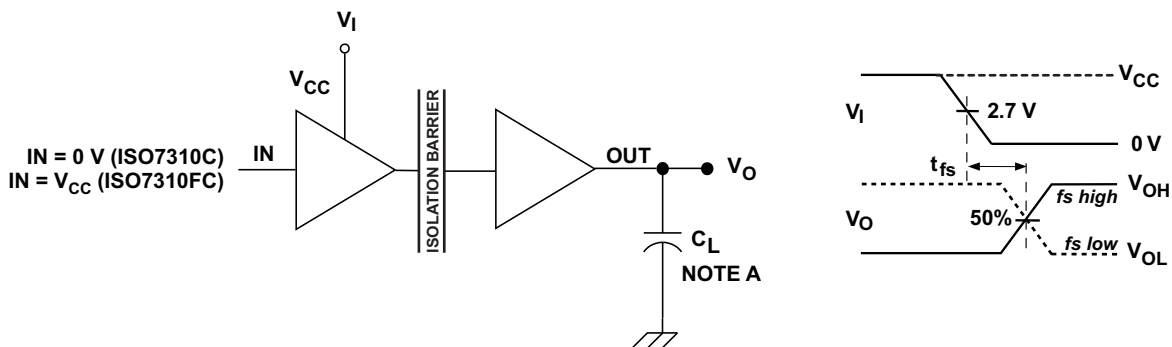 VI
VCC
IN = 0 V (ISO7310C)
IN = VCC (ISO7310FC)
IN
ISOLATION BARRIER
OUT
VO
CL
NOTE A
VCC
VI
2.7 V
0 V
tfs
VOH
fs high
VO
50%
fs low
VOL